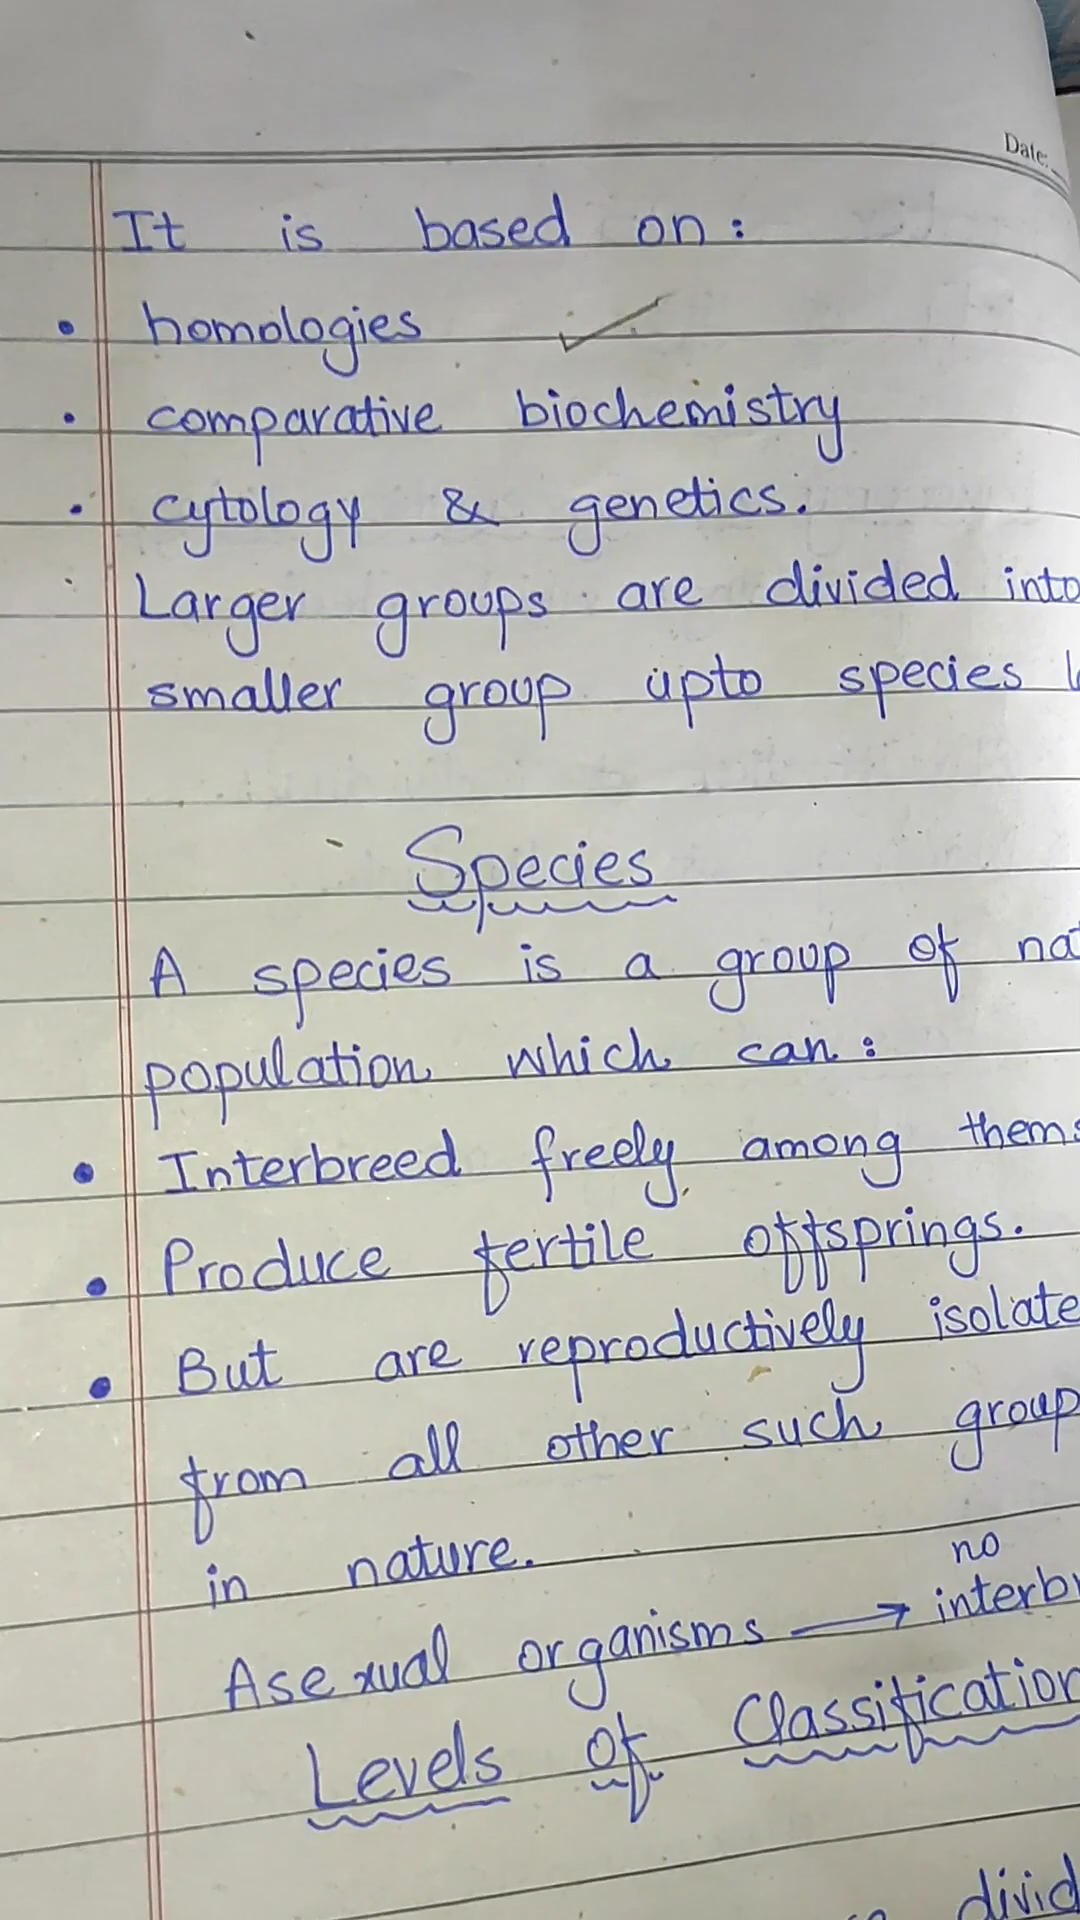 Date:
It is based on:
• homologies
• comparative biochemistry
• cytology & genetics.
Larger groups are divided into
smaller group upto species
Species
A species is a group of
population which can:
• Interbreed freely among
• Produce fertile offsprings.
• But are reproductively
from all other such group
in nature.
no
Asexual organisms →
Levels of Classification